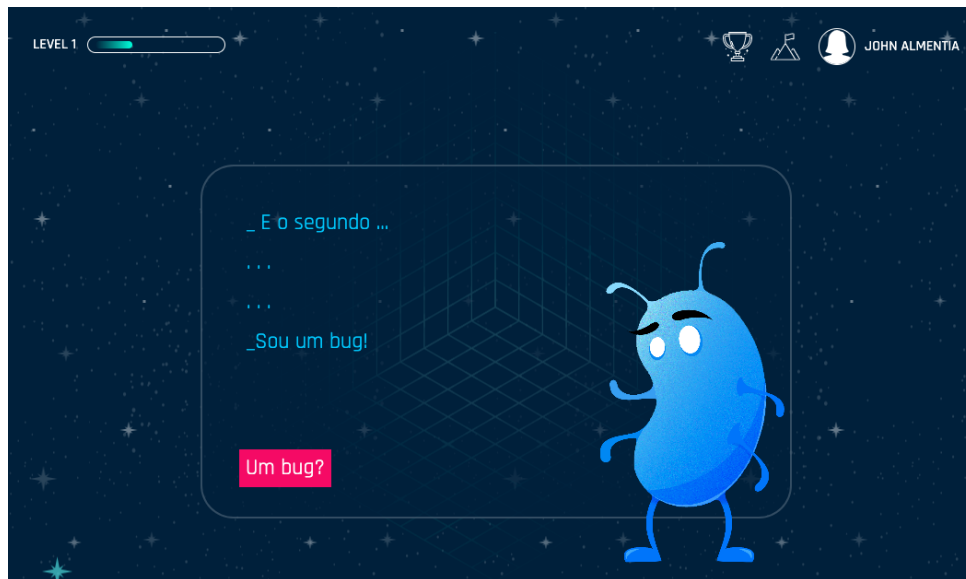 LEVEL 1
JOHN ALMENTIA
_ E o segundo ...
...
...
_Sou um bug!
Um bug?